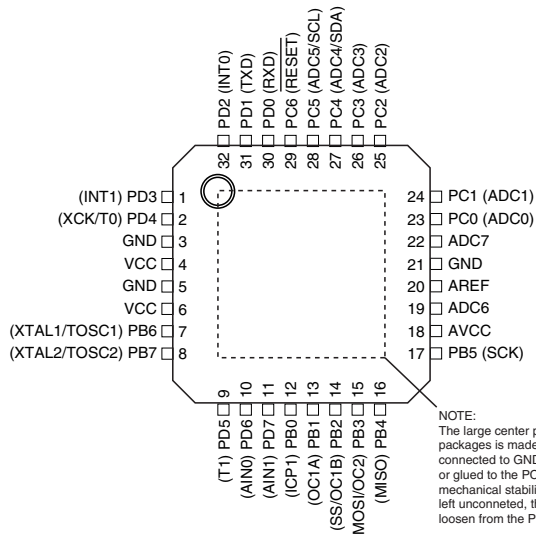 PD2 (INT0)
PD1 (TXD)
PD0 (RXD)
PC6 (RESET)
PC5 (ADC5/SCL)
PC4 (ADC4/SDA)
PC3 (ADC3)
PC2 (ADC2)
32
31
30
29
28
27
26
25
(INT1) PD3 1
(XCK/T0) PD4 2
GND 3
VCC 4
GND 5
VCC 6
(XTAL1/TOSC1) PB6 7
(XTAL2/TOSC2) PB7 8
24 PC1 (ADC1)
23 PC0 (ADC0)
22 ADC7
21 GND
20 AREF
19 ADC6
18 AVCC
17 PB5 (SCK)
9
10
11
12
13
14
15
16
(T1) PD5
(AIN0) PD6
(AIN1) PD7
(ICP1) PB0
(OC1A) PB1
(SS/OC1B) PB2
MOSI/OC2) PB3
(MISO) PB4
NOTE:
The large center p
packages is made
connected to GND
or glued to the PC
mechanical stabili
left unconneted, th
loosen from the P